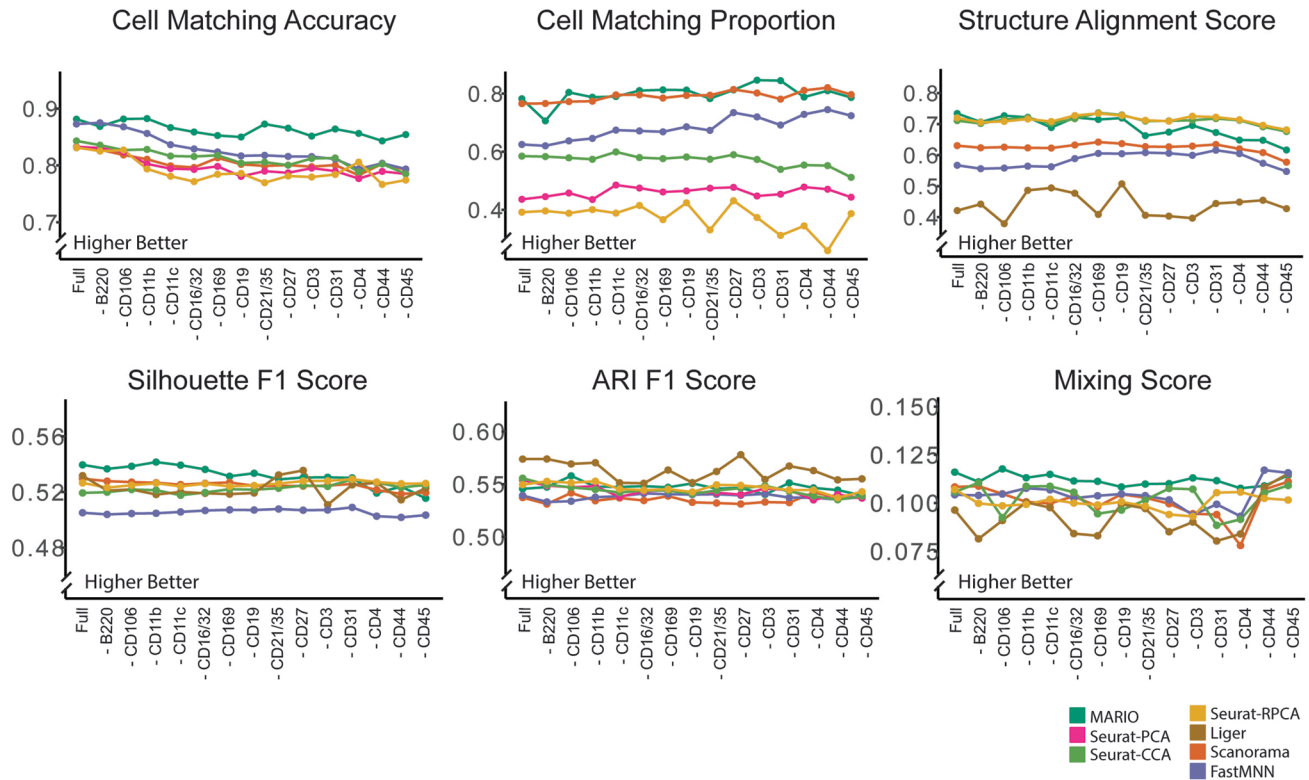 Cell Matching Accuracy
Cell Matching Proportion
Structure Alignment Score
0.9
0.8
0.7
Higher Better
Full
- B220
- CD106
- CD11b
- CD11c
- CD16/32
- CD169
- CD19
- CD21/35
- CD27
- CD3
- CD31
- CD4
- CD44
- CD45
0.8
0.6
0.4
Higher Better
Full
- B220
- CD106
- CD11b
- CD11c
- CD16/32
- CD169
- CD19
- CD21/35
- CD27
- CD3
- CD31
- CD4
- CD44
- CD45
0.8
0.7
0.6
0.5
0.4
Higher Better
Full
- B220
- CD106
- CD11b
- CD11c
- CD16/32
- CD169
- CD19
- CD21/35
- CD27
- CD3
- CD31
- CD4
- CD44
- CD45
Silhouette F1 Score
ARI F1 Score
Mixing Score
0.56
0.52
0.48
Higher Better
Full
- B220
- CD106
- CD11b
- CD11c
- CD16/32
- CD169
- CD19
- CD21/35
- CD27
- CD3
- CD31
- CD4
- CD44
- CD45
0.60
0.55
0.50
Higher Better
Full
- B220
- CD106
- CD11b
- CD11c
- CD16/32
- CD169
- CD19
- CD21/35
- CD27
- CD3
- CD31
- CD4
- CD44
- CD45
0.150
0.125
0.100
0.075
Higher Better
Full
- B220
- CD106
- CD11b
- CD11c
- CD16/32
- CD169
- CD19
- CD21/35
- CD27
- CD3
- CD31
- CD4
- CD44
- CD45
MARIO
Seurat-PCA
Seurat-CCA
Seurat-RPCA
Liger
Scanorama
FastMNN